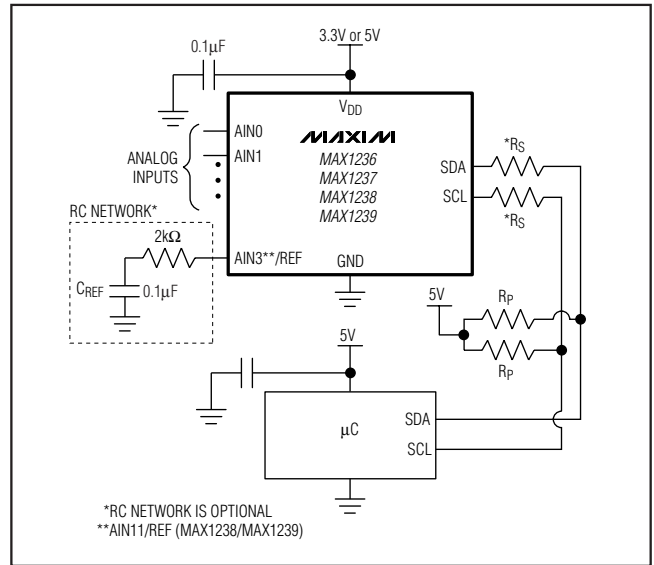 3.3V or 5V
0.1µF
VDD
AIN0
AIN1
ANALOG
INPUTS
MAXIM
MAX1236
MAX1237
MAX1238
MAX1239
SDA
SCL
*RS
*RS
RC NETWORK*
2kΩ
CREF
0.1µF
AIN3**/REF
GND
5V
RP
RP
5V
µC
SDA
SCL
*RC NETWORK IS OPTIONAL
**AIN11/REF (MAX1238/MAX1239)